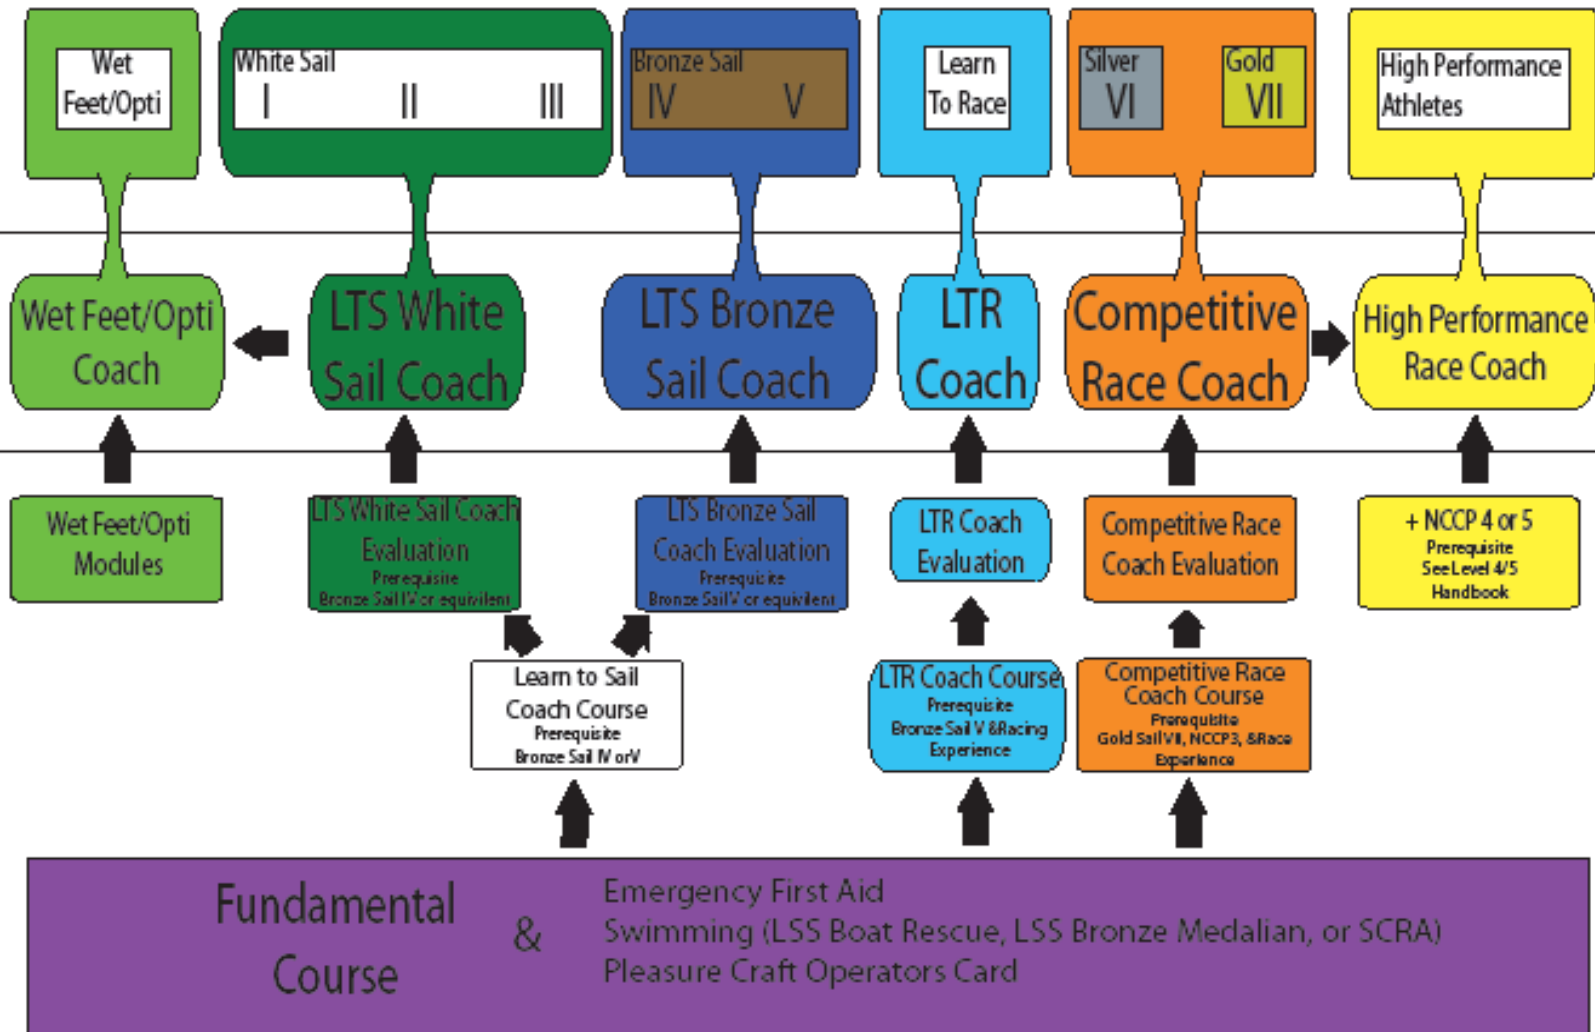 Wet
Feet/Opti
White Sail
I II III
Bronze Sail
IV V
Learn
To Race
Silver
VI
Gold
VII
High Performance
Athletes
Wet Feet/Opti
Coach
LTS White
Sail Coach
LTS Bronze
Sail Coach
LTR
Coach
Competitive
Race Coach
High Performance
Race Coach
Wet Feet/Opti
Modules
LTS White Sail Coach
Evaluation
Prerequisite
Bronze Sail IV or equivilent
LTS Bronze Sail
Coach Evaluation
Prerequisite
Bronze Sail V or equivilent
LTR Coach
Evaluation
Competitive Race
Coach Evaluation
+ NCCP 4 or 5
Prerequisite
See Level 4/5
Handbook
Learn to Sail
Coach Course
Prerequisite
Bronze Sail IV or V
LTR Coach Course
Prerequisite
Bronze Sail V &Racing
Experience
Competitive Race
Coach Course
Prerequisite
Gold Sail VII, NCCP3, &Race
Experience
Fundamental
Course
&
Emergency First Aid
Swimming (LSS Boat Rescue, LSS Bronze Medalian, or SCRA)
Pleasure Craft Operators Card